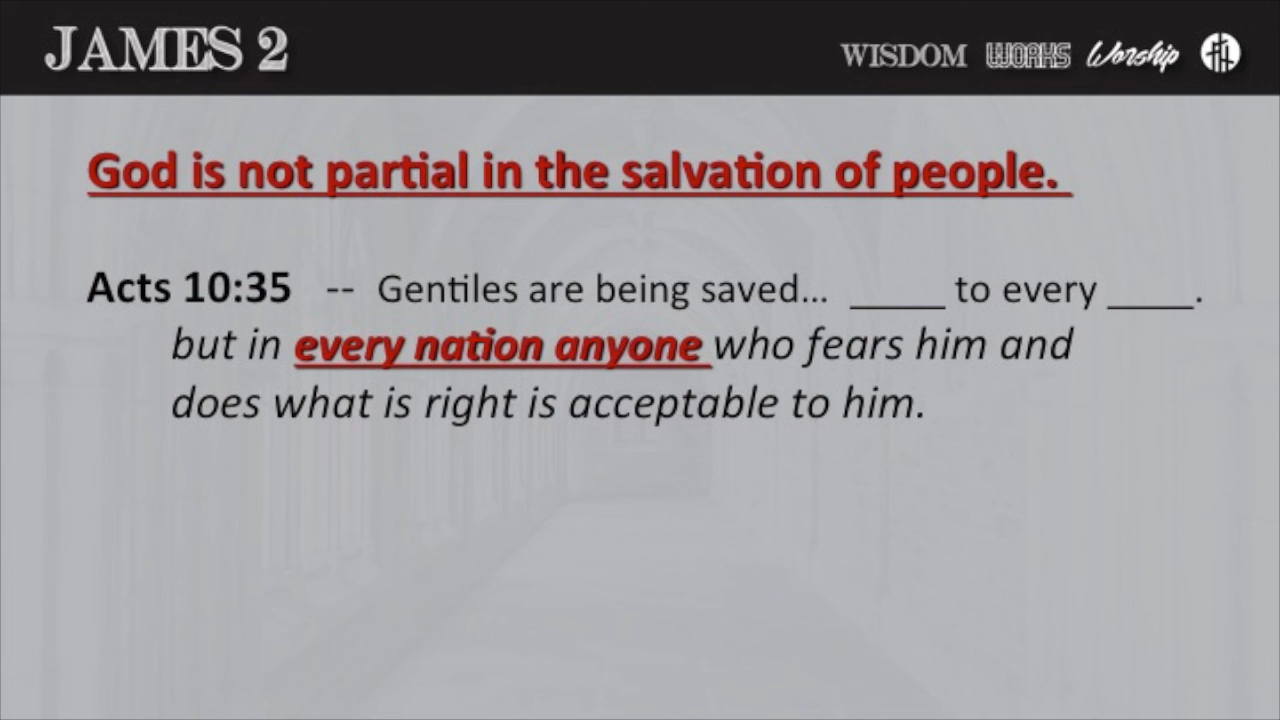 JAMES 2
WISDOM WORKS Worship
God is not partial in the salvation of people.
Acts 10:35 -- Gentiles are being saved... _____ to every ____.
but in every nation anyone who fears him and
does what is right is acceptable to him.